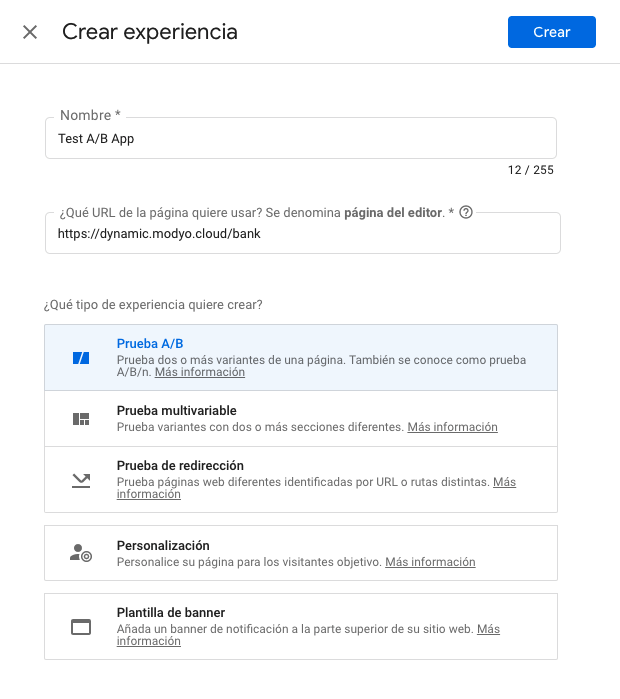 Crear experiencia
Crear
Nombre *
Test A/B App
12 / 255
¿Qué URL de la página quiere usar? Se denomina página del editor. *
https://dynamic.modyo.cloud/bank
¿Qué tipo de experiencia quiere crear?
Prueba A/B
Prueba dos o más variantes de una página. También se conoce como prueba
A/B/n. Más información
Prueba multivariable
Prueba variantes con dos o más secciones diferentes. Más información
Prueba de redirección
Prueba páginas web diferentes identificadas por URL o rutas distintas. Más
información
Personalización
Personalice su página para los visitantes objetivo. Más información
Plantilla de banner
Añada un banner de notificación a la parte superior de su sitio web. Más
información